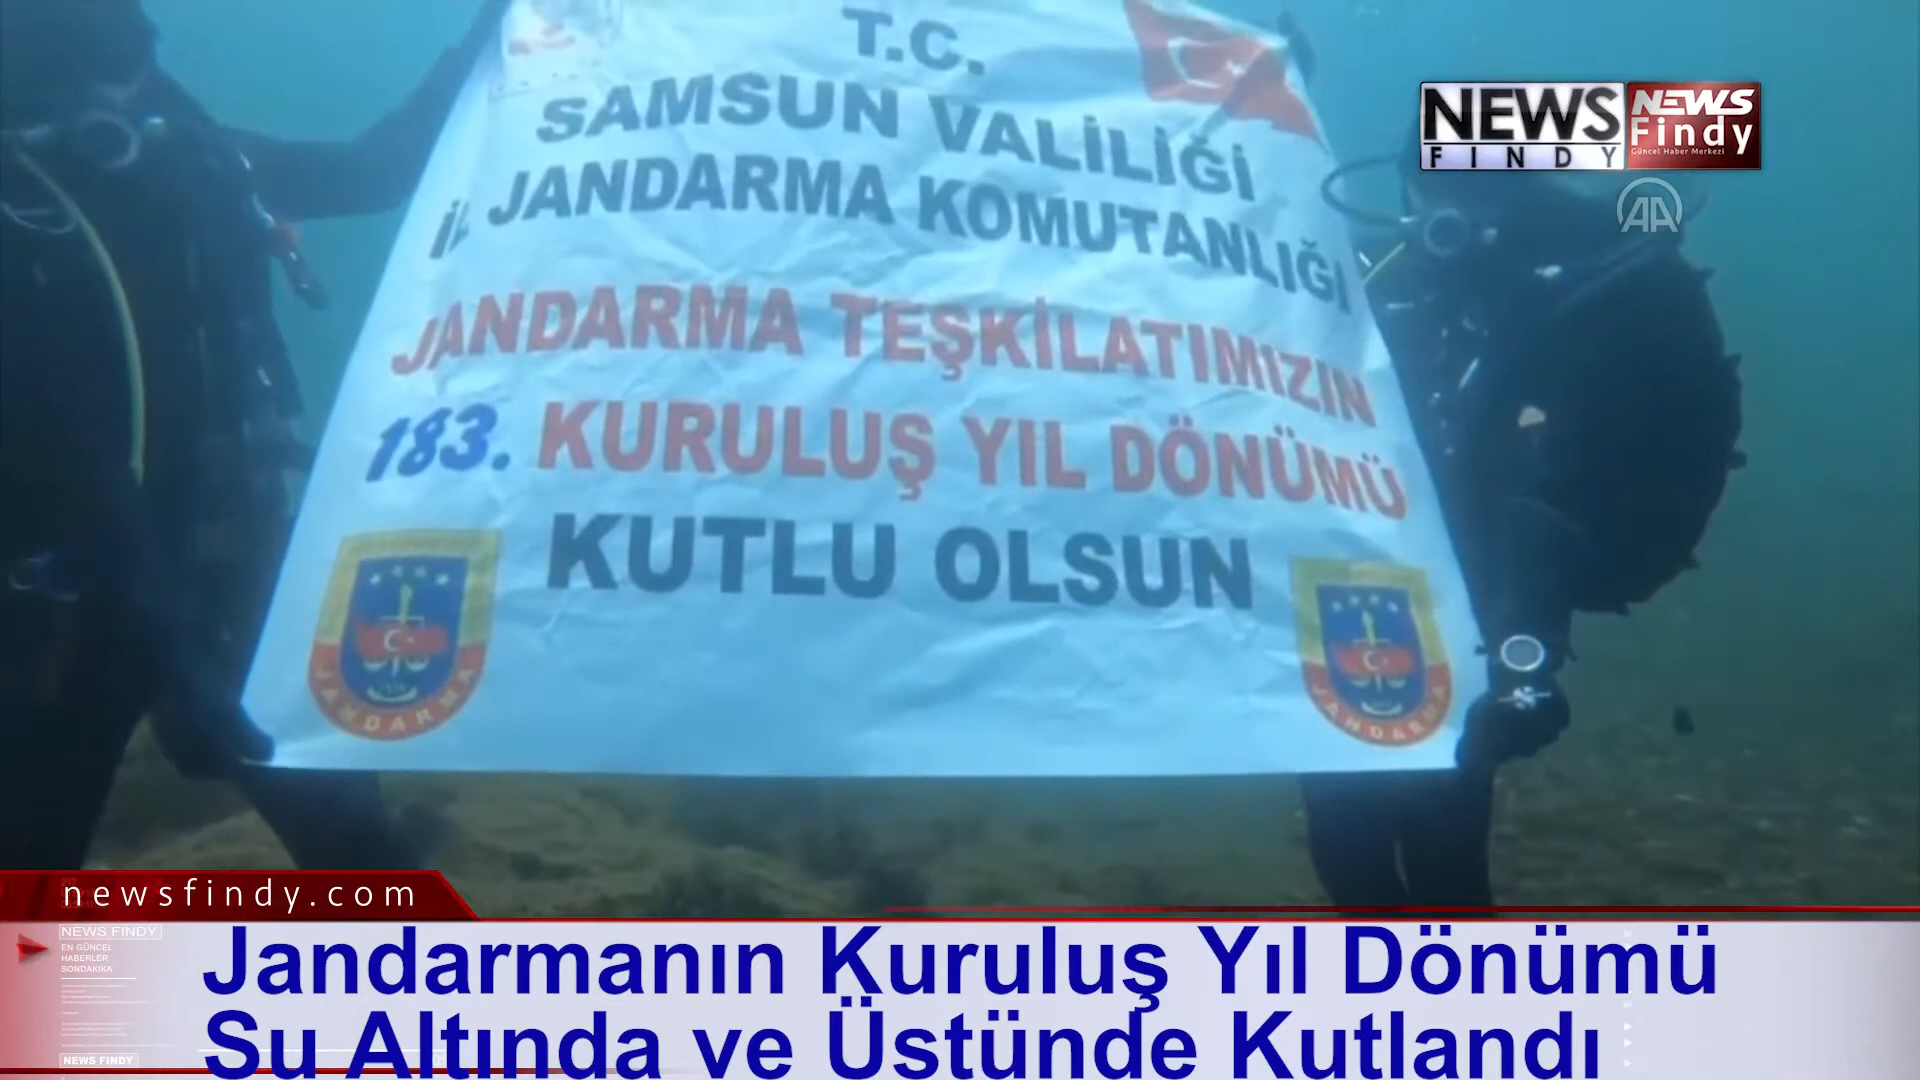 T.C.
SAMSUN VALİLİĞİ
İL JANDARMA KOMUTANLIĞI
JANDARMA TEŞKİLATIMIZIN
183. KURULUŞ YIL DÖNÜMÜ
KUTLU OLSUN
JANDARMA
JANDARMA
NEWS
FINDY
NEWS
Findy
Güncel Haber Merkezi
AA
newsfindy.com
NEWS FINDY
EN GÜNCEL
HABERLER
SONDAKIKA
NEWS FINDY
Jandarmanın Kuruluş Yıl Dönümü
Su Altında ve Üstünde Kutlandı